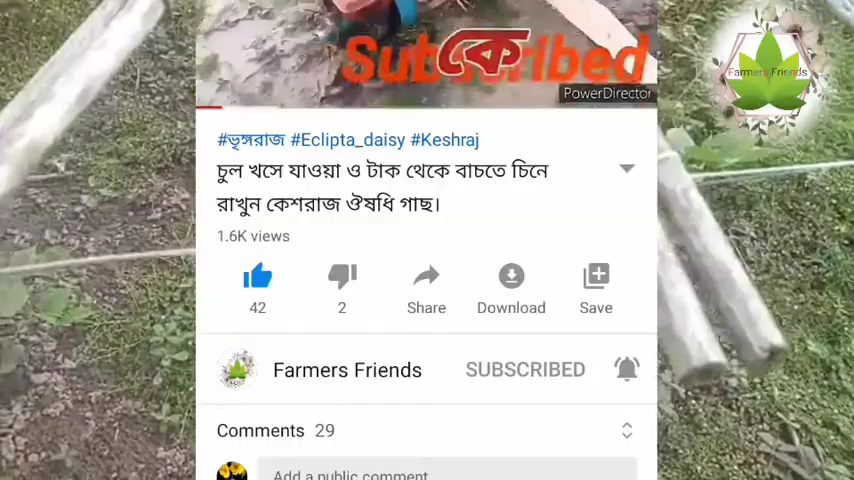 Subscribed
কে
PowerDirector
Farmers Friends
#ভৃঙ্গরাজ #Eclipta_daisy #Keshraj
চুল খসে যাওয়া ও টাক থেকে বাচতে চিনে
রাখুন কেশরাজ ঔষধি গাছ।
1.6K views
42
2
Share
Download
Save
Farmers Friends
SUBSCRIBED
Comments 29
Add a public comment